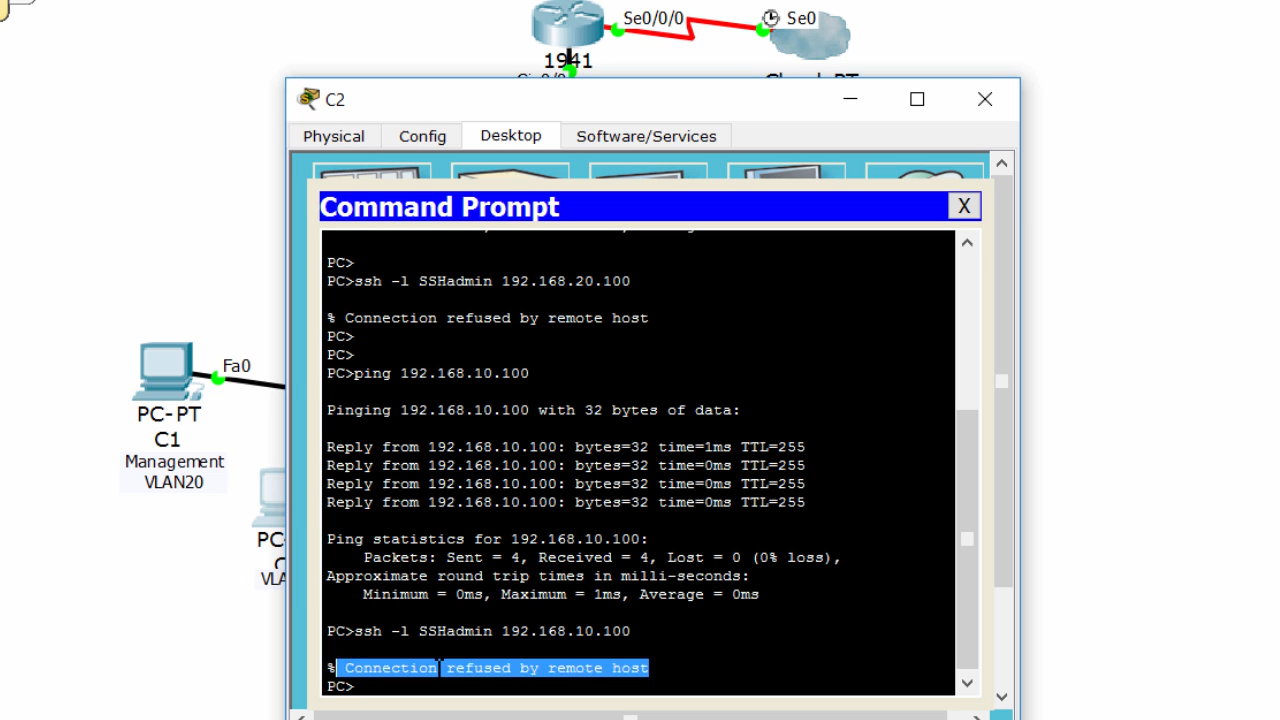 Se0/0/0
Se0
1941
C2
Physical
Config
Desktop
Software/Services
Command Prompt
X
PC>
PC>ssh -l SSHadmin 192.168.20.100
% Connection refused by remote host
PC>
PC>
PC>ping 192.168.10.100
Pinging 192.168.10.100 with 32 bytes of data:
Reply from 192.168.10.100: bytes=32 time=1ms TTL=255
Reply from 192.168.10.100: bytes=32 time=0ms TTL=255
Reply from 192.168.10.100: bytes=32 time=0ms TTL=255
Reply from 192.168.10.100: bytes=32 time=0ms TTL=255
Ping statistics for 192.168.10.100:
Packets: Sent = 4, Received = 4, Lost = 0 (0% loss),
Approximate round trip times in milli-seconds:
Minimum = 0ms, Maximum = 1ms, Average = 0ms
PC>ssh -l SSHadmin 192.168.10.100
% Connection refused by remote host
PC>
Fa0
PC-PT
C1
Management
VLAN20
PC-
VLA